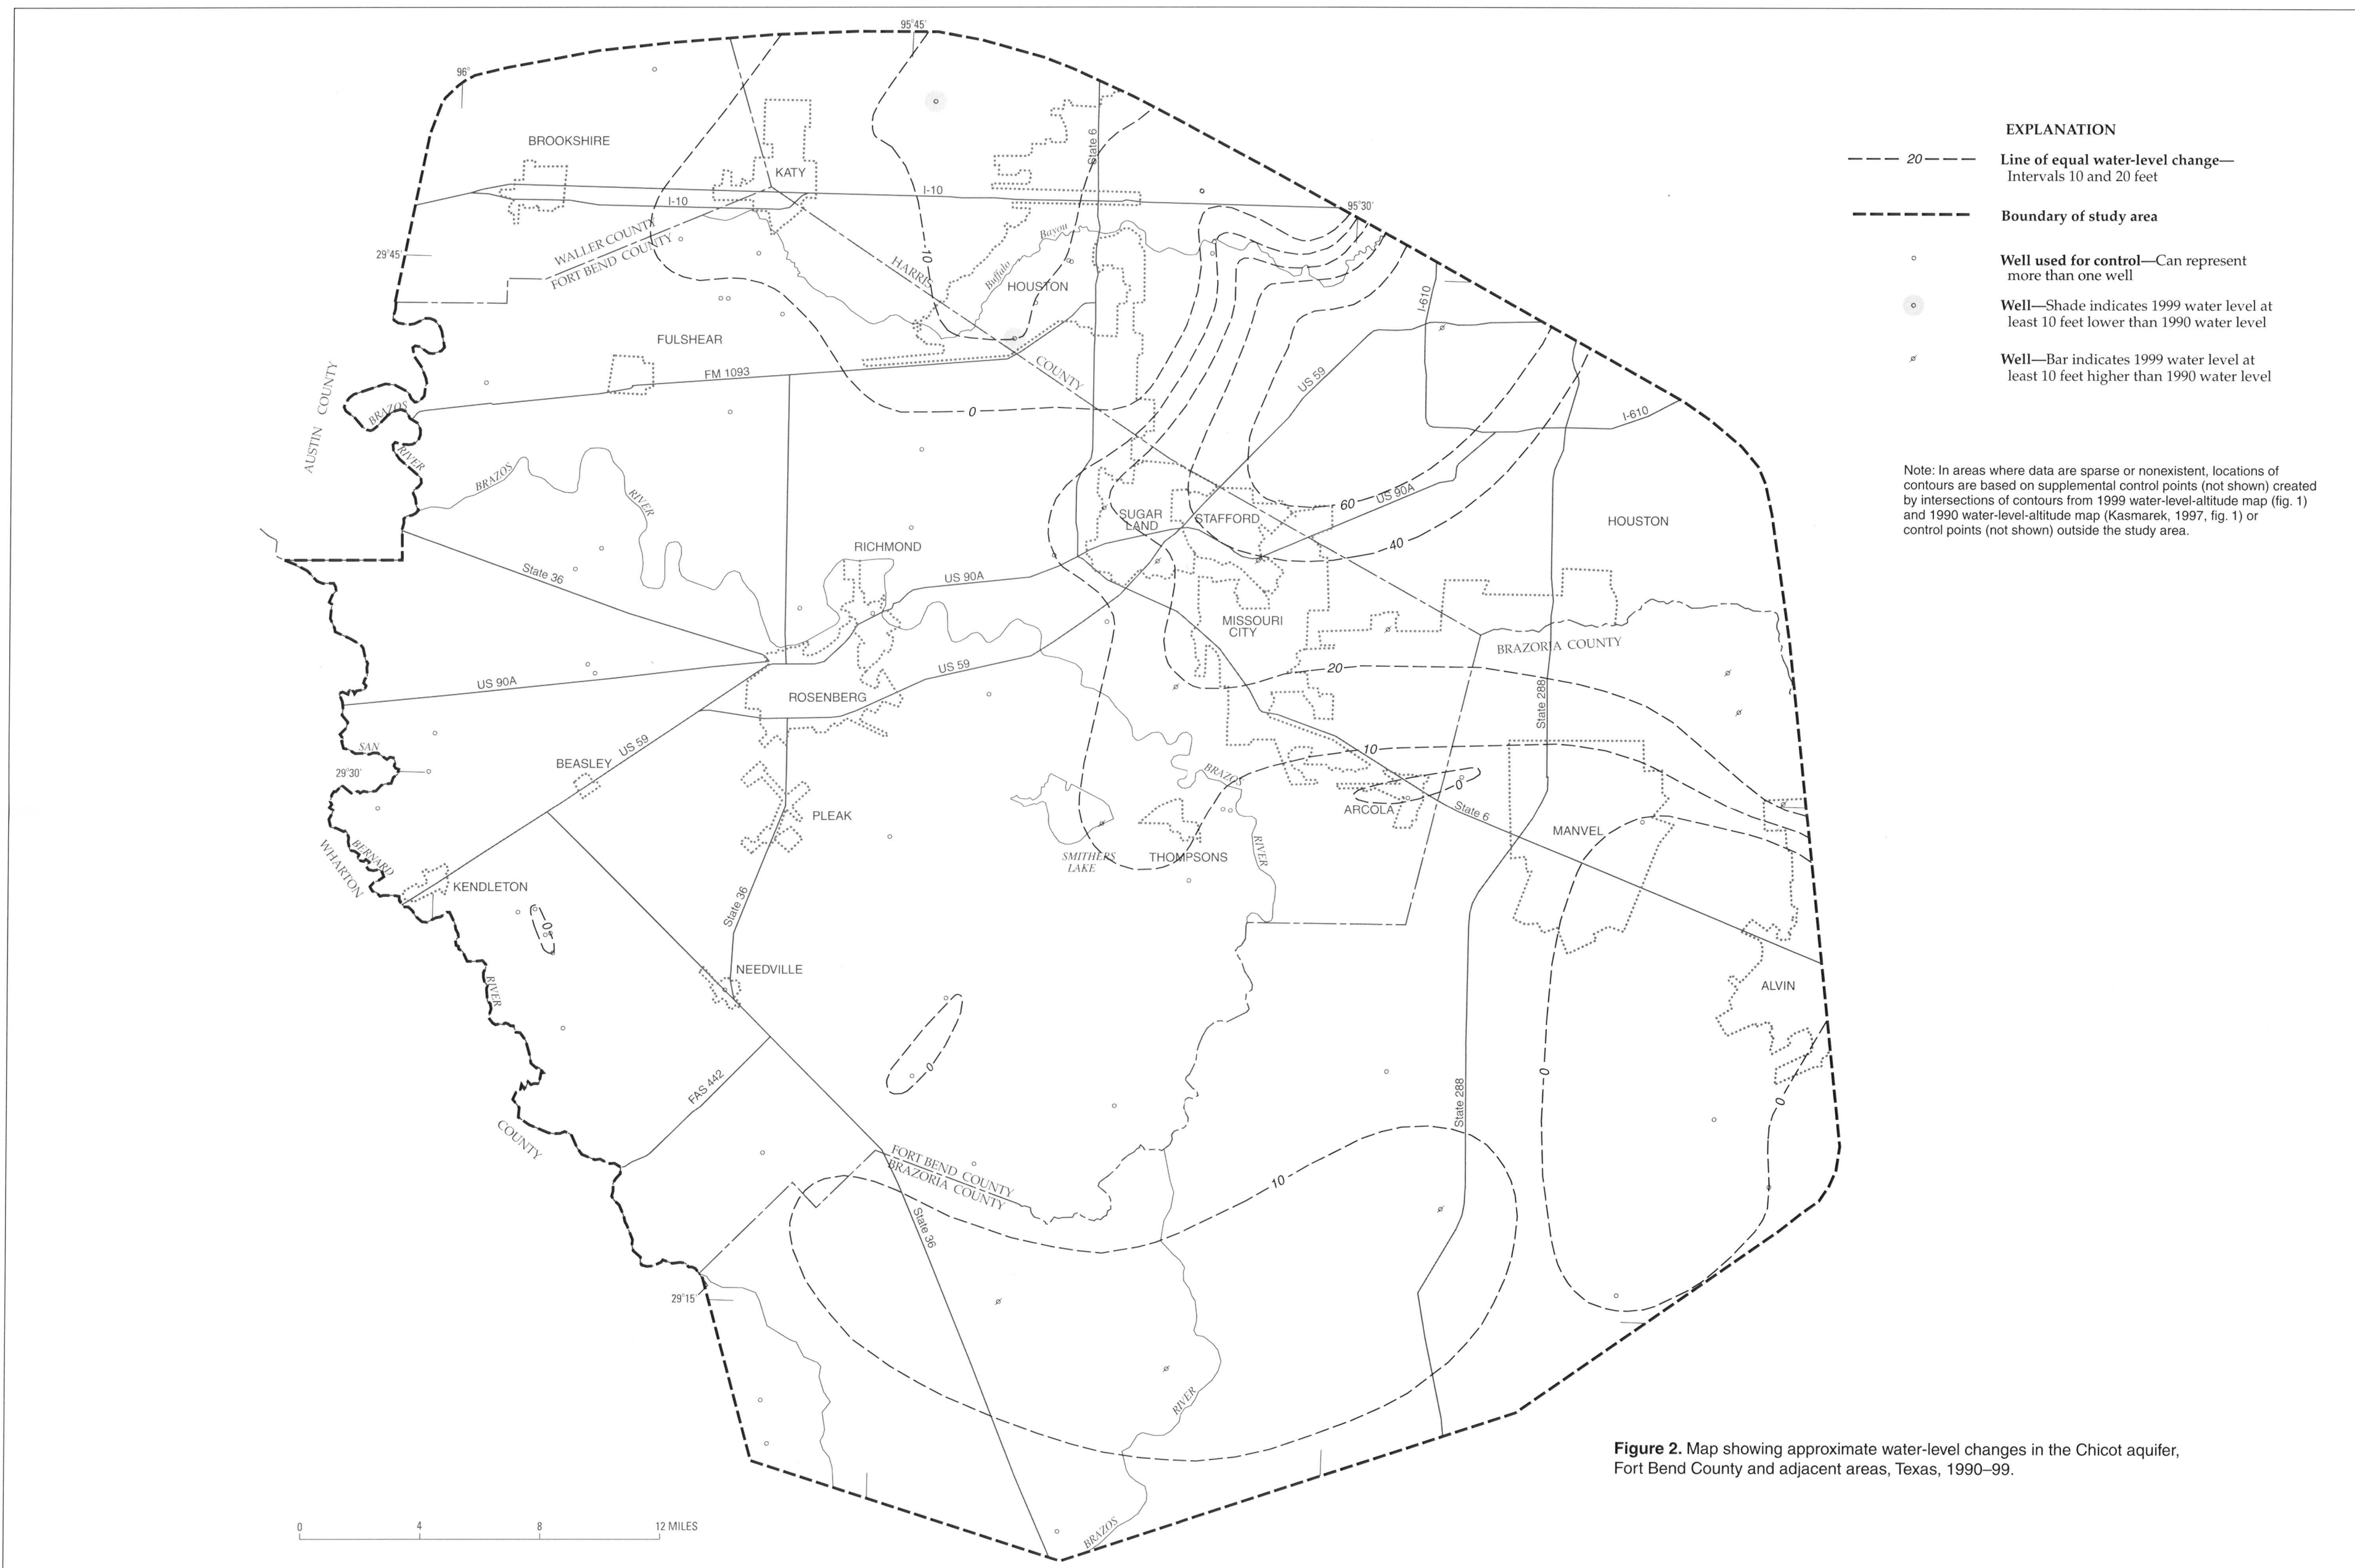 95°45'
96°
BROOKSHIRE
KATY
State 6
I-10
I-10
95°30'
WALLER COUNTY
FORT BEND COUNTY
29°45'
HARRIS
COUNTY
10
Buffalo
Bayou
HOUSTON
I-610
FULSHEAR
FM 1093
0
US 59
I-610
AUSTIN COUNTY
BRAZOS
RIVER
BRAZOS
RIVER
60
US 90A
SUGAR
LAND
STAFFORD
HOUSTON
40
RICHMOND
State 36
US 90A
MISSOURI
CITY
BRAZORIA COUNTY
US 59
20
US 90A
ROSENBERG
State 288
SAN
BERNARD
RIVER
29°30'
BEASLEY
US 59
10
BRAZOS
RIVER
0
ARCOLA
State 6
PLEAK
MANVEL
SMITHERS
LAKE
THOMPSONS
WHARTON
COUNTY
KENDLETON
0
State 36
NEEDVILLE
ALVIN
0
0
0
FAS 442
State 288
FORT BEND COUNTY
BRAZORIA COUNTY
10
State 36
29°15'
RIVER
BRAZOS
0 4 8 12 MILES
EXPLANATION
20
Line of equal water-level change—
Intervals 10 and 20 feet
Boundary of study area
Well used for control—Can represent
more than one well
Well—Shade indicates 1999 water level at
least 10 feet lower than 1990 water level
Well—Bar indicates 1999 water level at
least 10 feet higher than 1990 water level
Note: In areas where data are sparse or nonexistent, locations of
contours are based on supplemental control points (not shown) created
by intersections of contours from 1999 water-level-altitude map (fig. 1)
and 1990 water-level-altitude map (Kasmarek, 1997, fig. 1) or
control points (not shown) outside the study area.
Figure 2. Map showing approximate water-level changes in the Chicot aquifer,
Fort Bend County and adjacent areas, Texas, 1990–99.